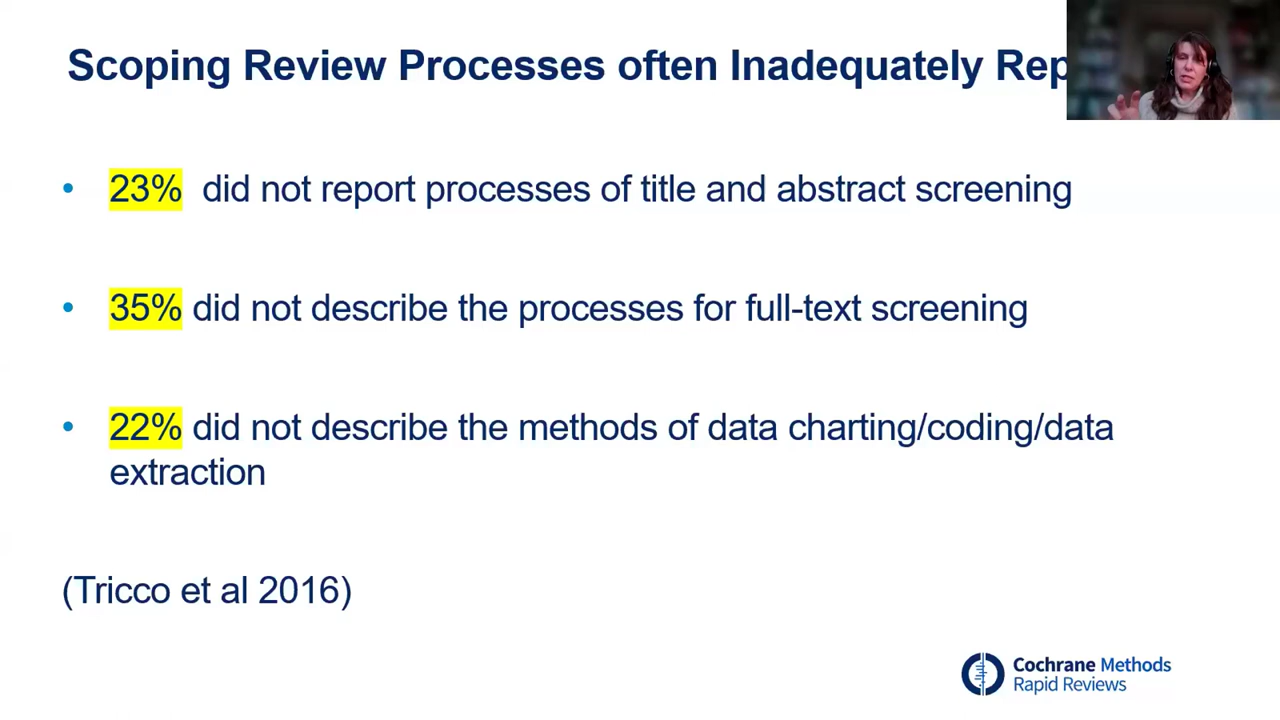 Scoping Review Processes often Inadequately Rep
• 23% did not report processes of title and abstract screening
• 35% did not describe the processes for full-text screening
• 22% did not describe the methods of data charting/coding/data
extraction
(Tricco et al 2016)
Cochrane Methods
Rapid Reviews